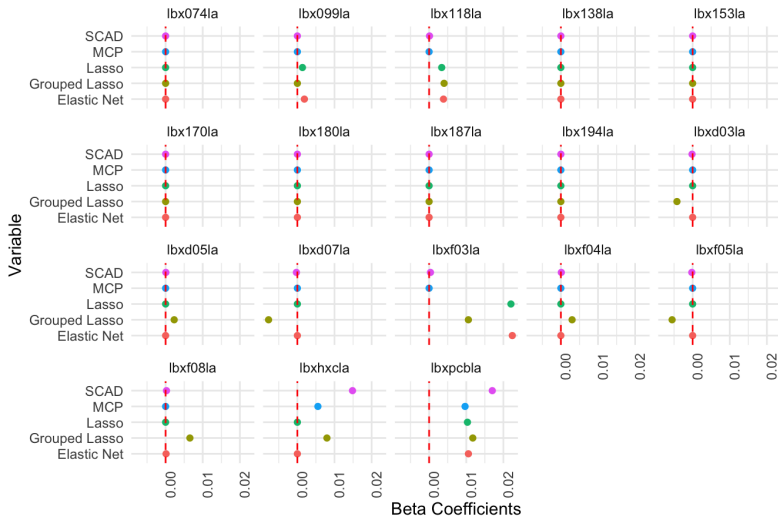 lbx074la lbx099la lbx118la lbx138la lbx153la
SCAD
MCP
Lasso
Grouped Lasso
Elastic Net
lbx170la lbx180la lbx187la lbx194la lbxd03la
SCAD
MCP
Lasso
Grouped Lasso
Elastic Net
Variable
lbxd05la lbxd07la lbxf03la lbxf04la lbxf05la
SCAD
MCP
Lasso
Grouped Lasso
Elastic Net
0.00 0.01 0.02 0.00 0.01 0.02
lbxf08la lbxhxcla lbxpcbla
SCAD
MCP
Lasso
Grouped Lasso
Elastic Net
0.00 0.01 0.02 0.00 0.01 0.02 0.00 0.01 0.02
Beta Coefficients